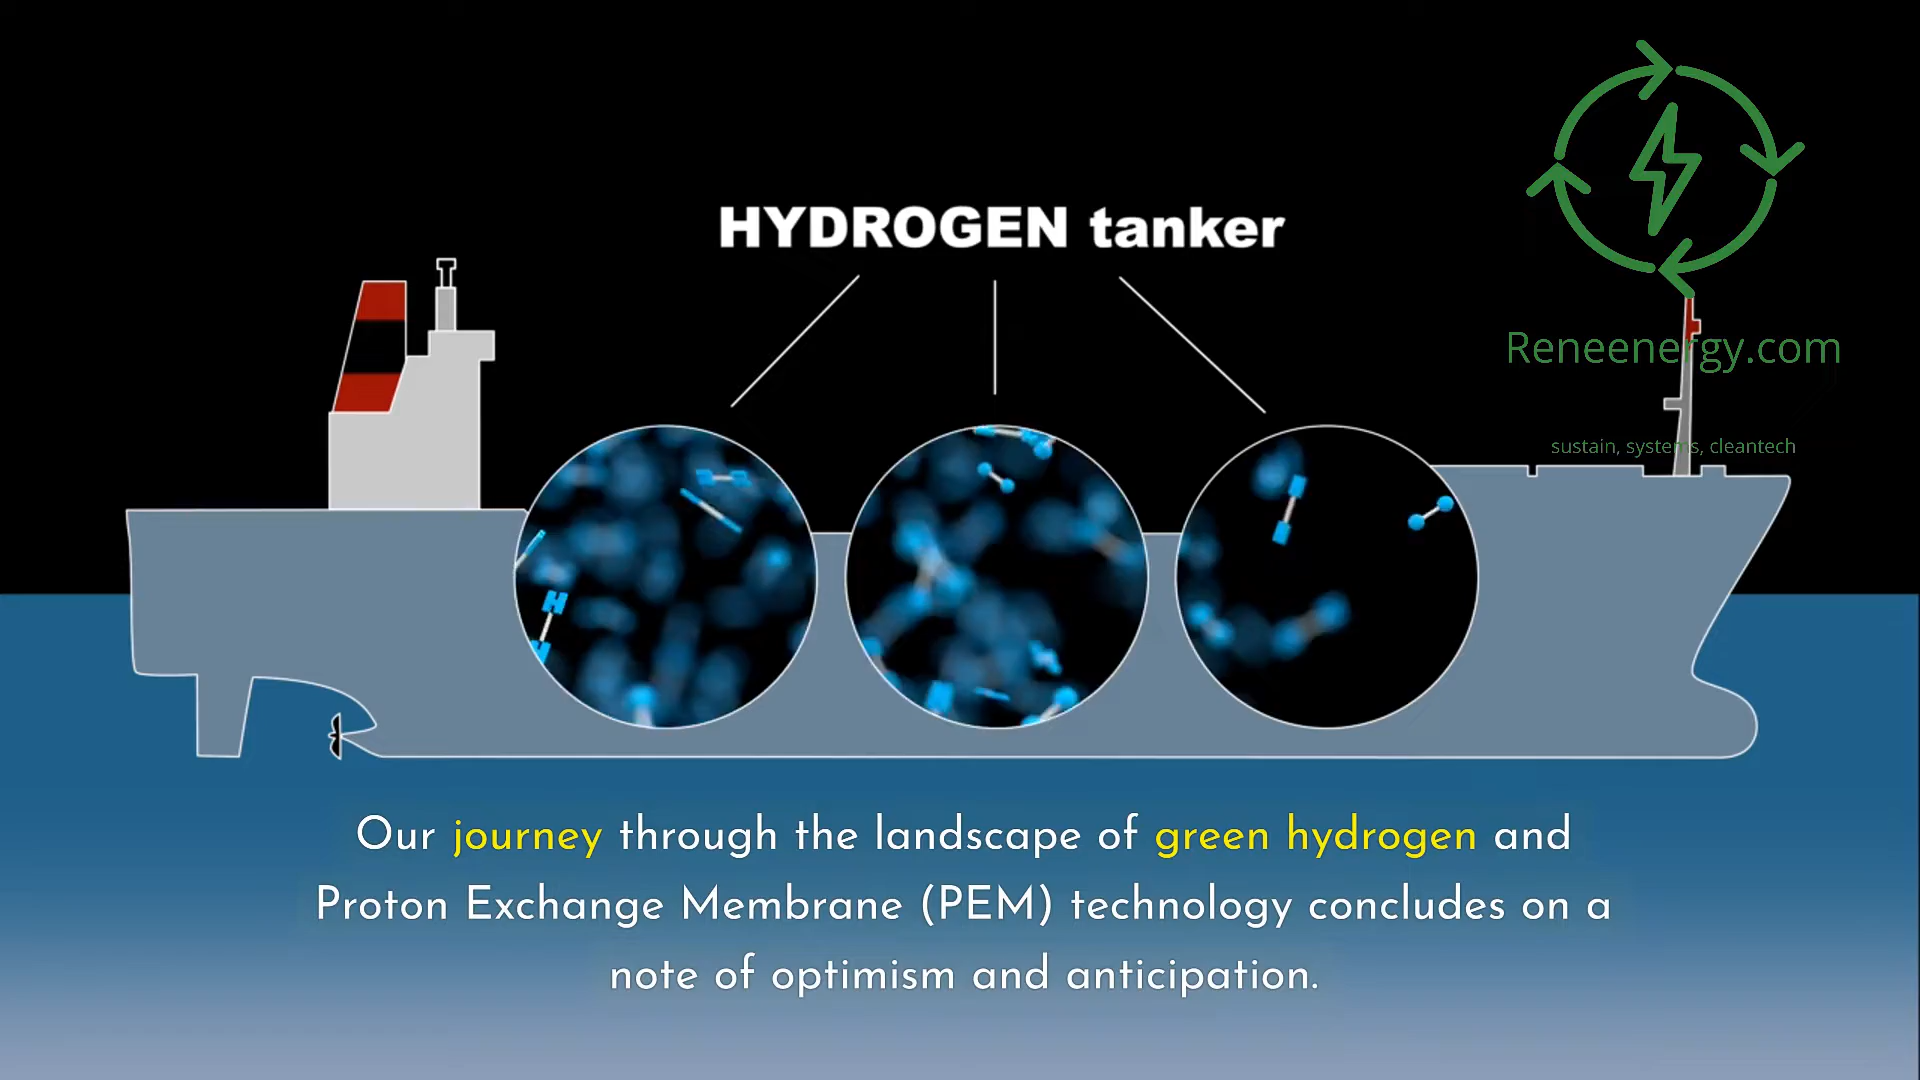 HYDROGEN tanker
Reneenergy.com
sustain, systems, cleantech
H
H
Our journey through the landscape of green hydrogen and
Proton Exchange Membrane (PEM) technology concludes on a
note of optimism and anticipation.